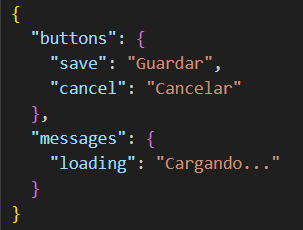 {
  "buttons": {
    "save": "Guardar",
    "cancel": "Cancelar"
  },
  "messages": {
    "loading": "Cargando..."
  }
}